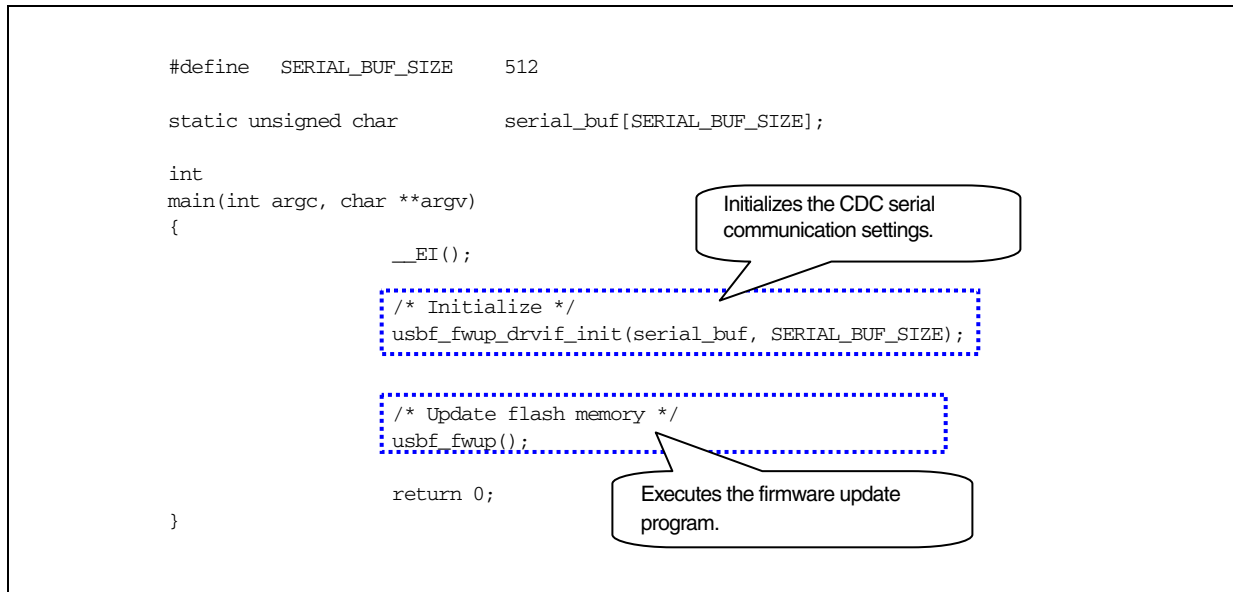 #define SERIAL_BUF_SIZE 512
static unsigned char serial_buf[SERIAL_BUF_SIZE];
int
main(int argc, char **argv)
{
__EI();
Initializes the CDC serial
communication settings.
/* Initialize */
usbf_fwup_drvif_init(serial_buf, SERIAL_BUF_SIZE);
/* Update flash memory */
usbf_fwup();
return 0;
Executes the firmware update
program.
}